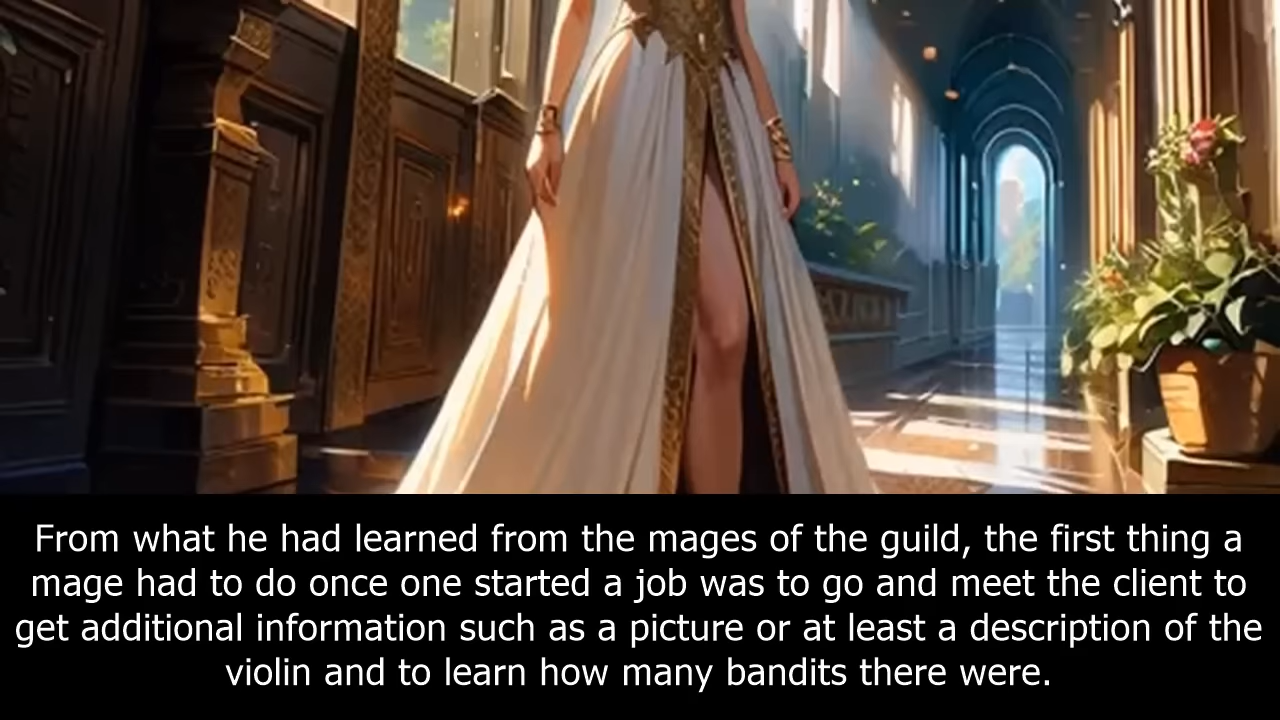 From what he had learned from the mages of the guild, the first thing a
mage had to do once one started a job was to go and meet the client to
get additional information such as a picture or at least a description of the
violin and to learn how many bandits there were.